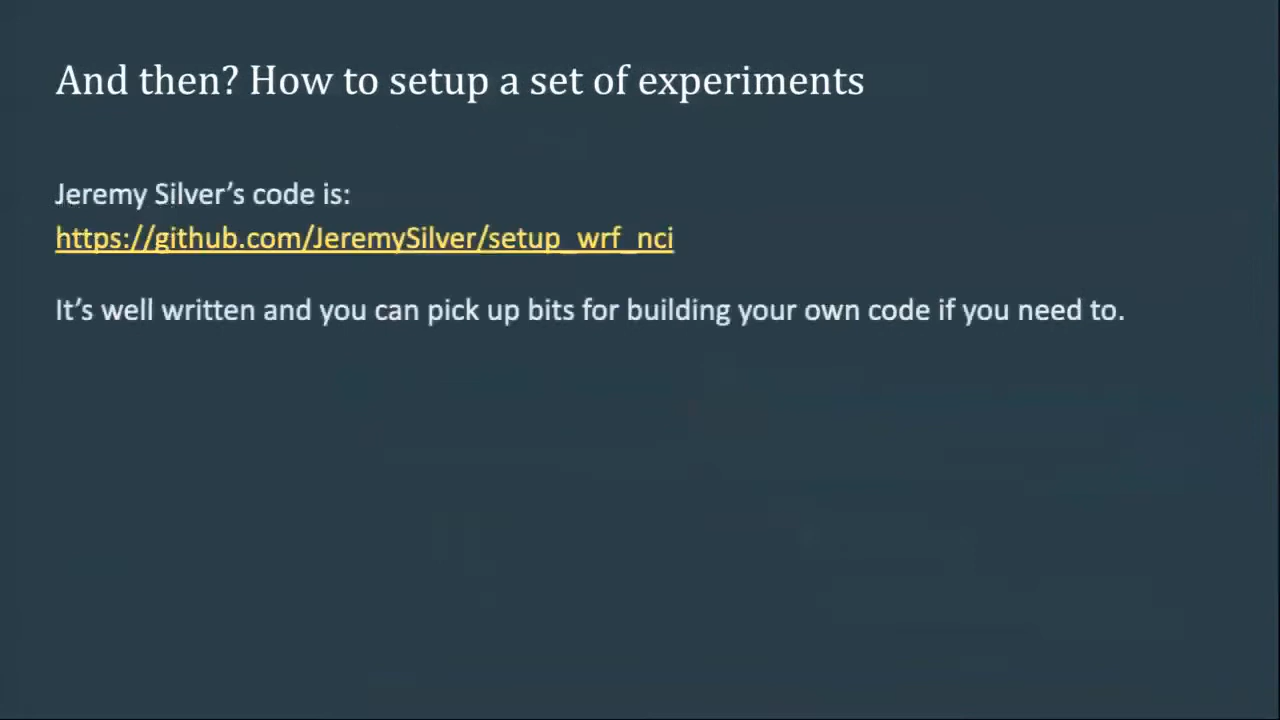 And then? How to setup a set of experiments
Jeremy Silver’s code is:
https://github.com/JeremySilver/setup_wrf_nci
It’s well written and you can pick up bits for building your own code if you need to.